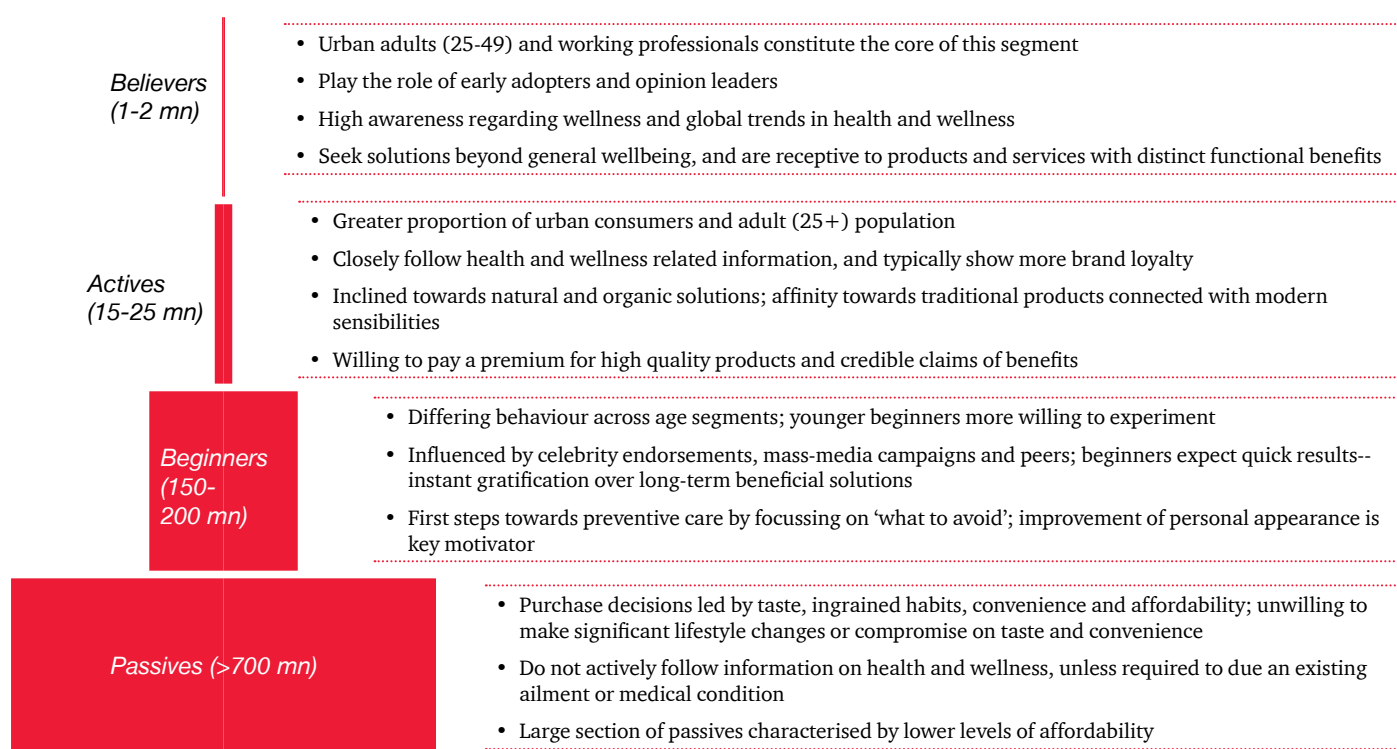 Believers
(1-2 mn)
• Urban adults (25-49) and working professionals constitute the core of this segment
• Play the role of early adopters and opinion leaders
• High awareness regarding wellness and global trends in health and wellness
• Seek solutions beyond general wellbeing, and are receptive to products and services with distinct functional benefits
Actives
(15-25 mn)
• Greater proportion of urban consumers and adult (25+) population
• Closely follow health and wellness related information, and typically show more brand loyalty
• Inclined towards natural and organic solutions; affinity towards traditional products connected with modern
sensibilities
• Willing to pay a premium for high quality products and credible claims of benefits
Beginners
(150-
200 mn)
• Differing behaviour across age segments; younger beginners more willing to experiment
• Influenced by celebrity endorsements, mass-media campaigns and peers; beginners expect quick results--
instant gratification over long-term beneficial solutions
• First steps towards preventive care by focussing on ‘what to avoid’; improvement of personal appearance is
key motivator
Passives (>700 mn)
• Purchase decisions led by taste, ingrained habits, convenience and affordability; unwilling to
make significant lifestyle changes or compromise on taste and convenience
• Do not actively follow information on health and wellness, unless required to due an existing
ailment or medical condition
• Large section of passives characterised by lower levels of affordability